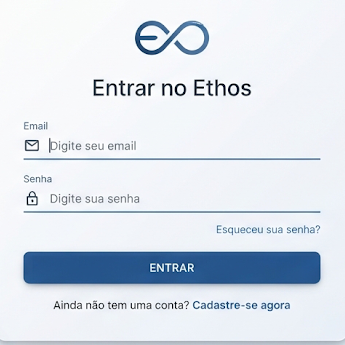 Entrar no Ethos
Email
Digite seu email
Senha
Digite sua senha
Esqueceu sua senha?
ENTRAR
Ainda não tem uma conta? Cadastre-se agora